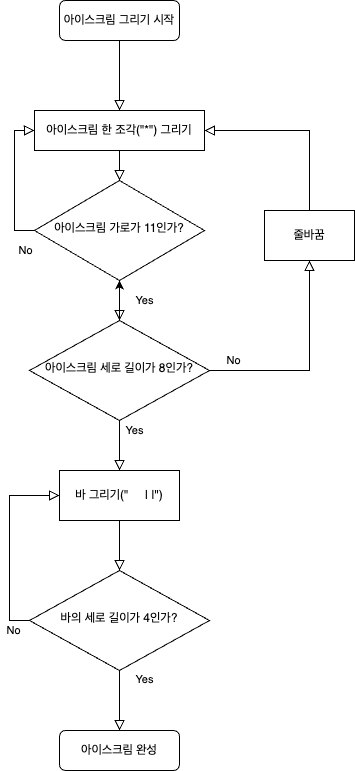 아이스크림 그리기 시작
아이스크림 한 조각("*") 그리기
아이스크림 가로가 11인가?
No
줄바꿈
Yes
아이스크림 세로 길이가 8인가?
No
Yes
바 그리기("     | |")
바의 세로 길이가 4인가?
No
Yes
아이스크림 완성